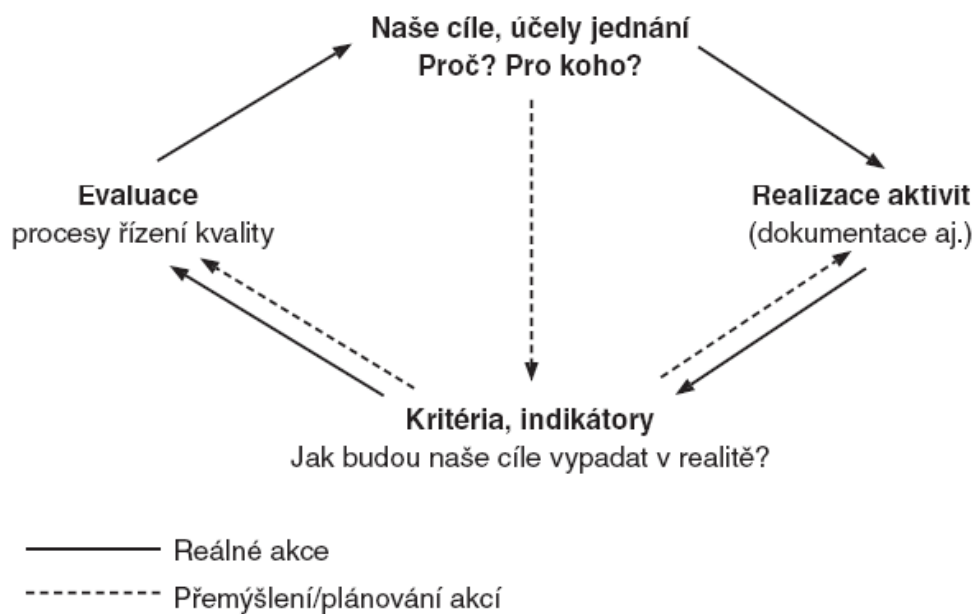 Naše cíle, účely jednání
Proč? Pro koho?
Evaluace
procesy řízení kvality
Realizace aktivit
(dokumentace aj.)
Kritéria, indikátory
Jak budou naše cíle vypadat v realitě?
Reálné akce
Přemýšlení/plánování akcí